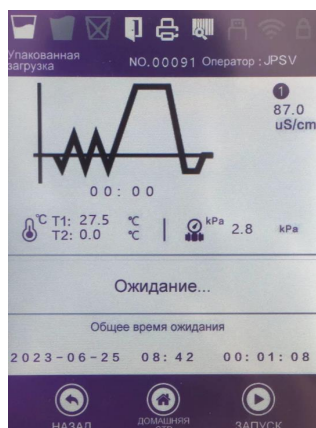 Упакованная
загрузка
NO.00091 Оператор : JPSV
1
87.0
uS/cm
00: 00
°C T1: 27.5 °C
T2: 0.0 °C
kPa 2.8 kPa
Ожидание...
Общее время ожидания
2023-06-25 08: 42 00: 01: 08
НАЗАД
ДОМАШНЯЯ
СТР
ЗАПУСК